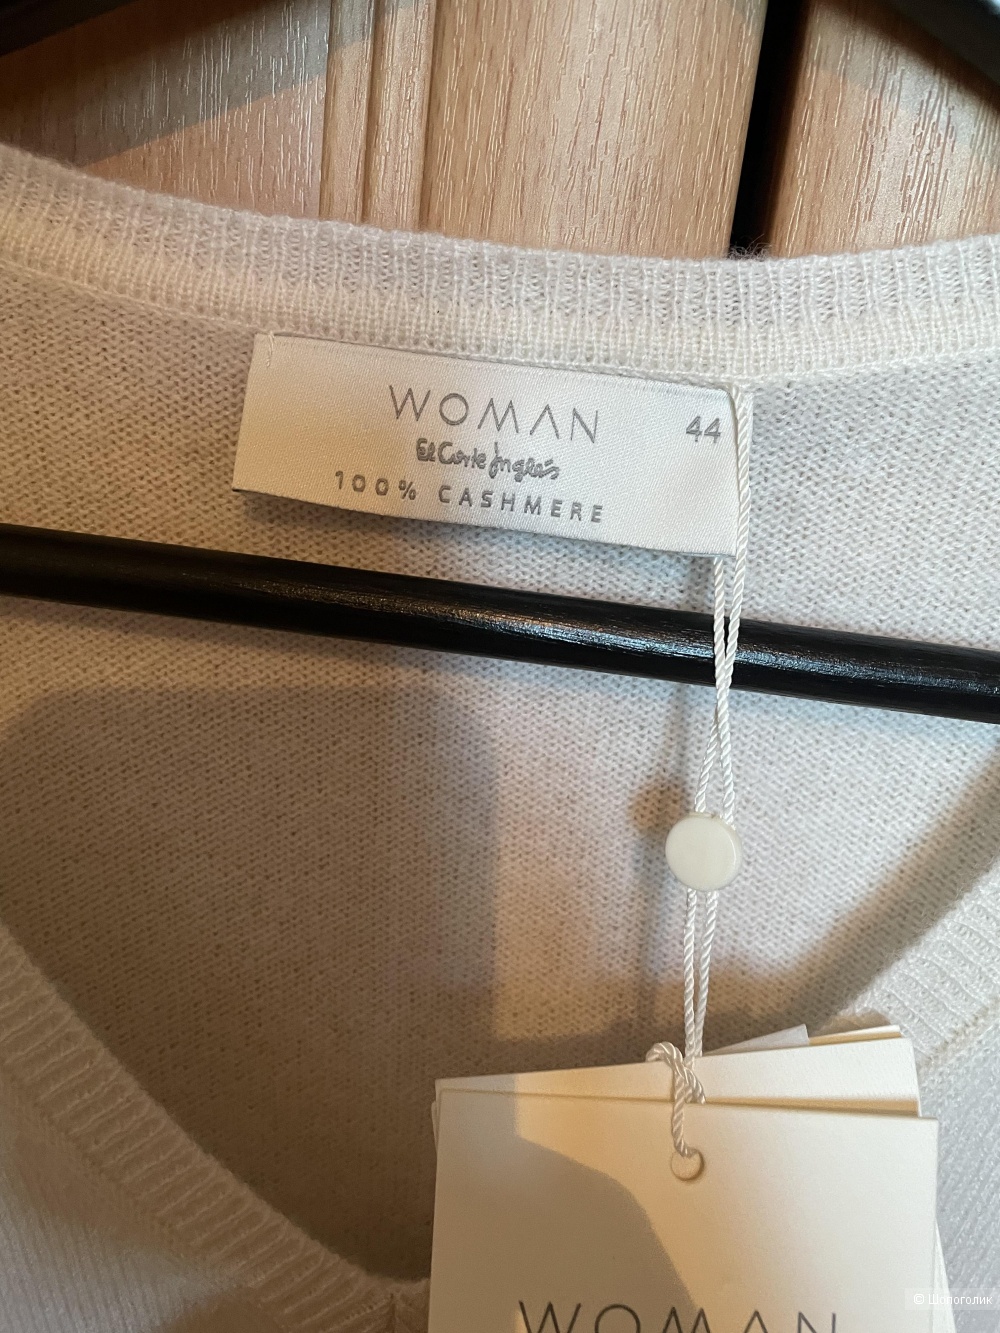 WOMAN
44
El Corte Inglés
100% CASHMERE
WOMAN
© Шопоголик